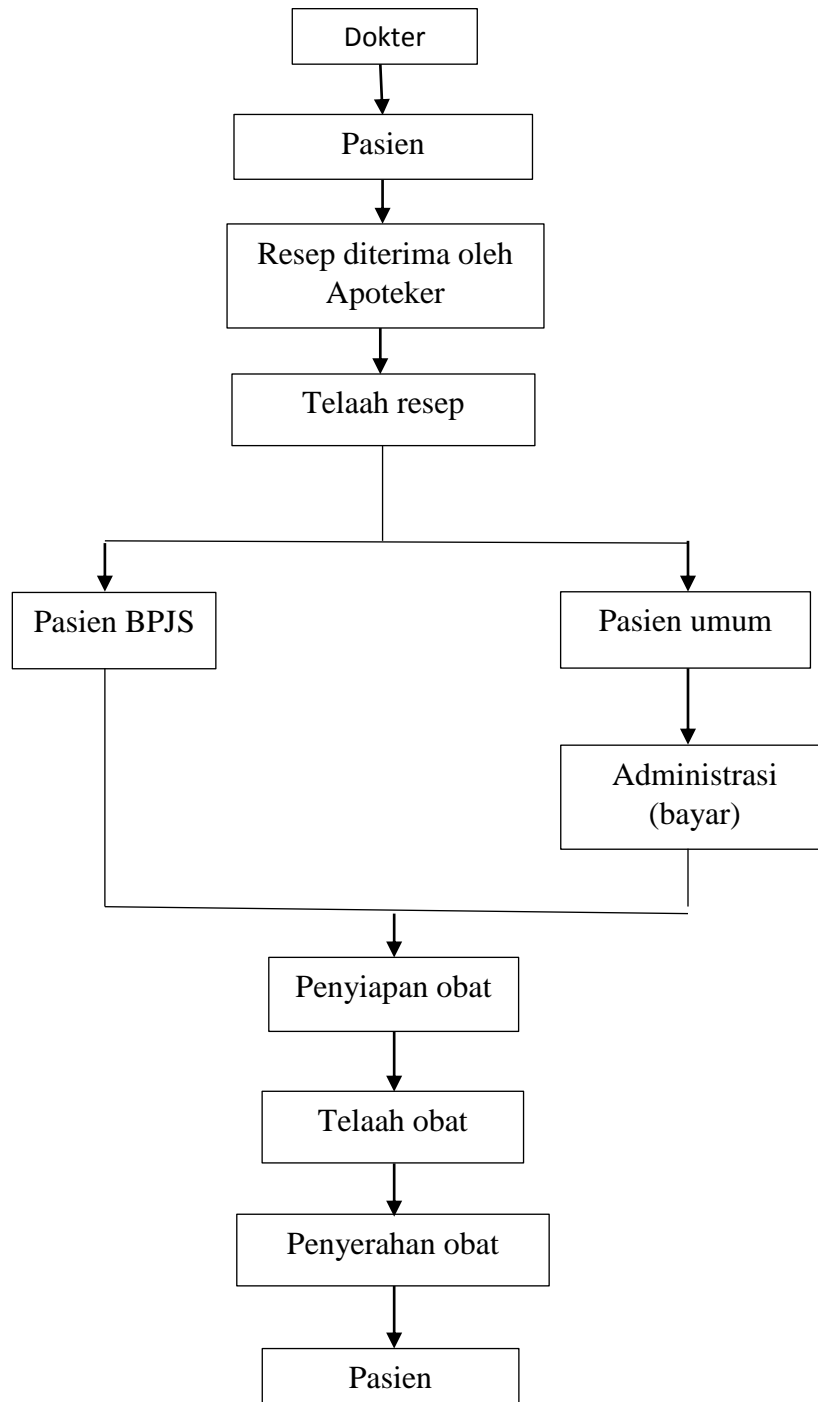 Dokter
Pasien
Resep diterima oleh
Apoteker
Telaah resep
Pasien BPJS
Pasien umum
Administrasi
(bayar)
Penyiapan obat
Telaah obat
Penyerahan obat
Pasien